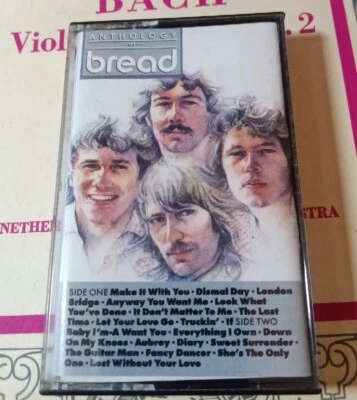 BACH
Viol
. 2
ANTHOLOGY
OF
bread
SIDE ONE Make It With You • Dismal Day • London
Bridge • Anyway You Want Me • Look What
You've Done • It Don't Matter To Me • The Last
Time • Let Your Love Go • Truckin' • If SIDE TWO
Baby I'm-A Want You • Everything I Own • Down
On My Knees • Aubrey • Diary • Sweet Surrender •
The Guitar Man • Fancy Dancer • She's The Only
One • Lost Without Your Love
NETHER
STRA